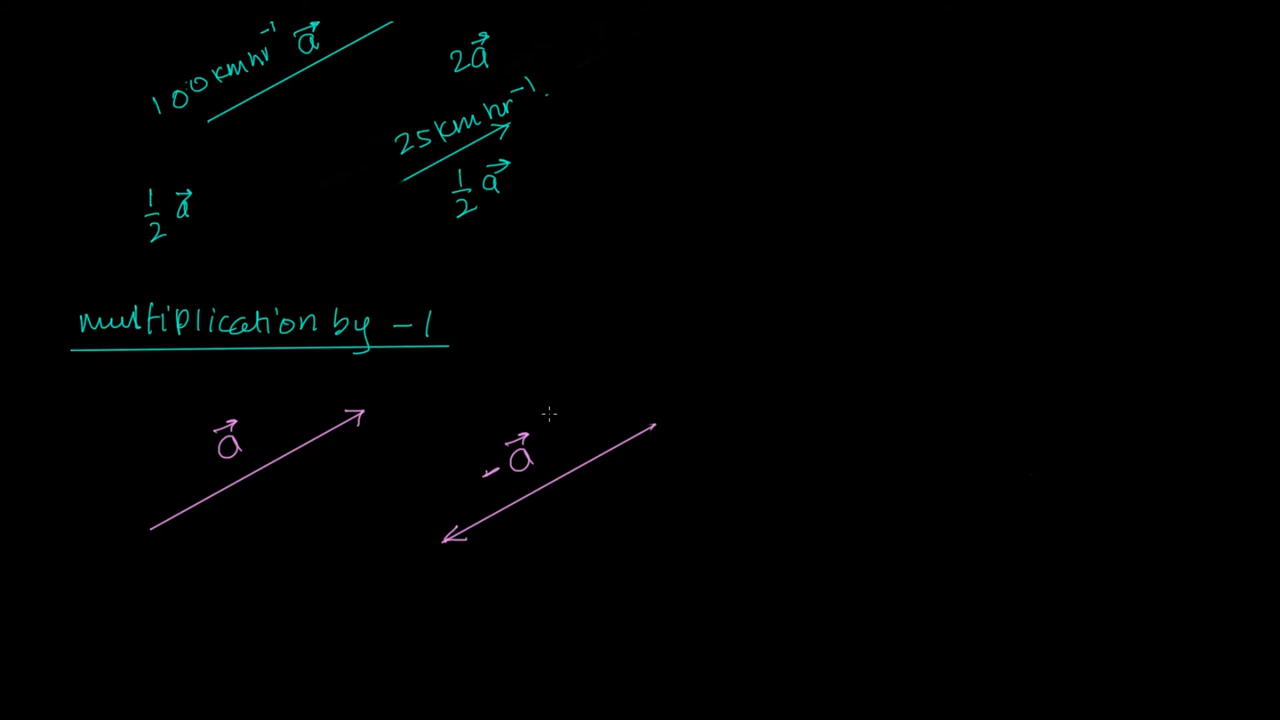 100 km hr⁻¹ a⃗
2a⃗
25 km hr⁻¹.
½ a⃗
½ a⃗
multiplication by -1
a⃗
-a⃗